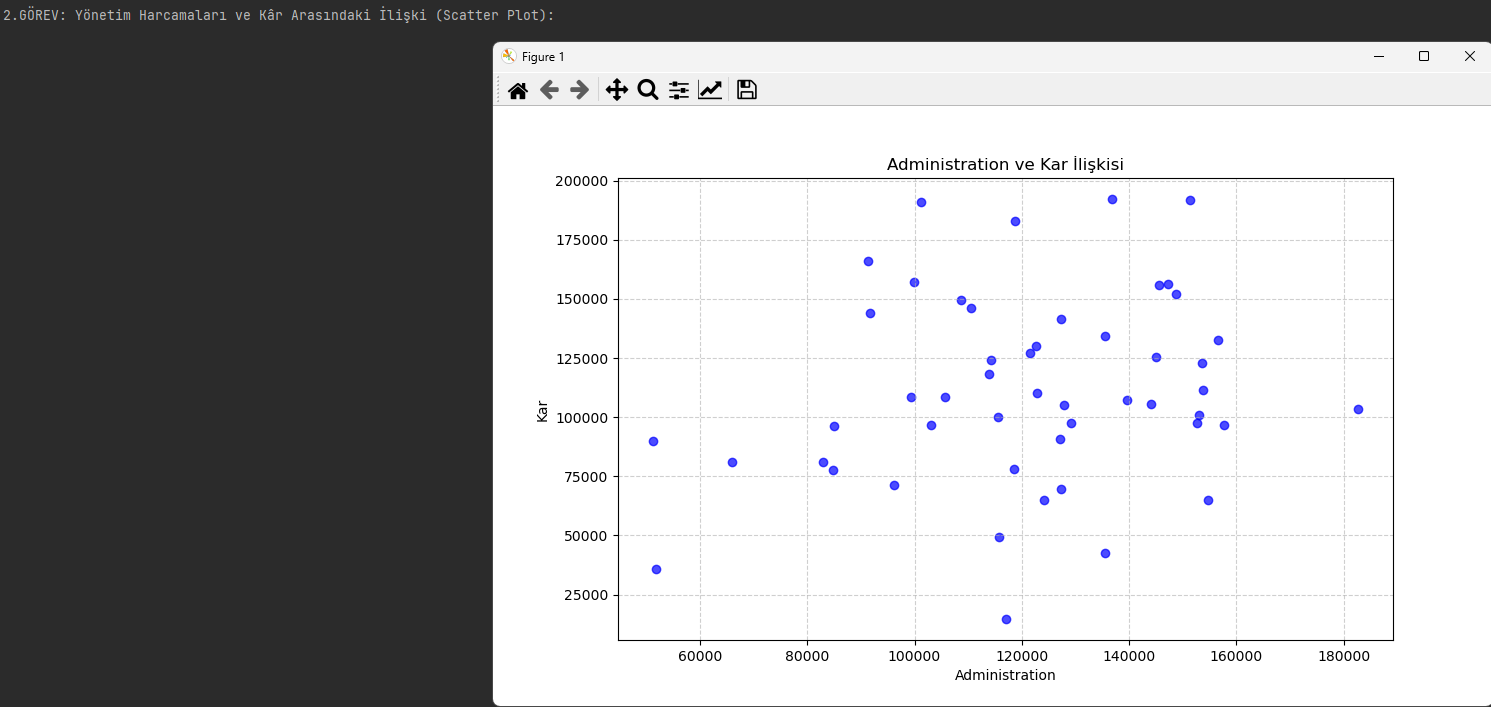 2.GÖREV: Yönetim Harcamaları ve Kâr Arasındaki İlişki (Scatter Plot):
Figure 1
Administration ve Kar İlişkisi
200000
175000
150000
125000
100000
75000
50000
25000
Kar
60000 80000 100000 120000 140000 160000 180000
Administration